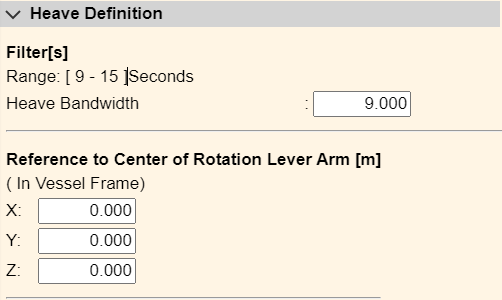 Heave Definition
Filter[s]
Range: [ 9 - 15 ]Seconds
Heave Bandwidth : 9.000
Reference to Center of Rotation Lever Arm [m]
( In Vessel Frame)
X: 0.000
Y: 0.000
Z: 0.000